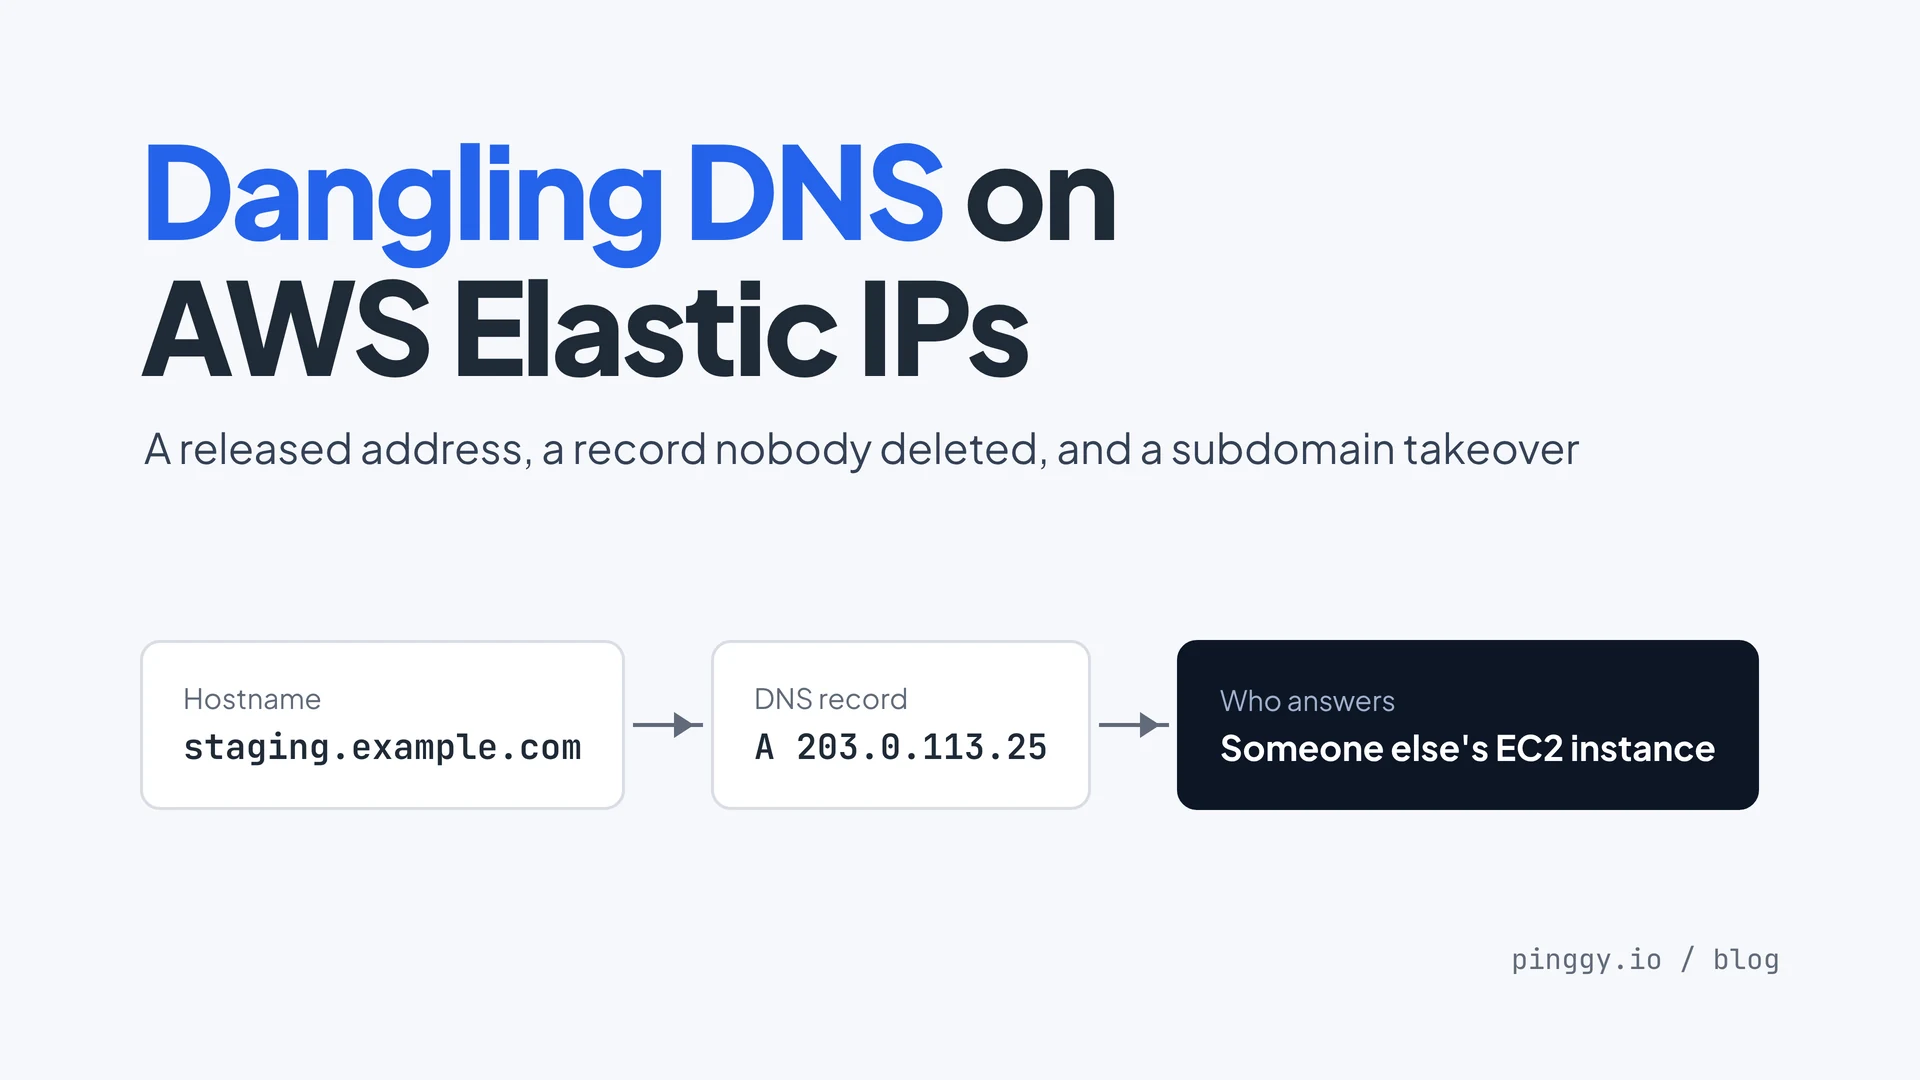 Dangling DNS on
AWS Elastic IPs
A released address, a record nobody deleted, and a subdomain takeover
Hostname
staging.example.com
DNS record
A 203.0.113.25
Who answers
Someone else's EC2 instance
pinggy.io / blog